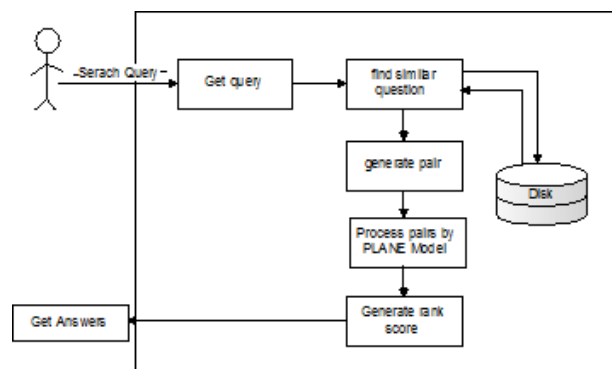 Serach Query
Get query
find similar
question
generate pair
Disk
Process pairs by
PLANE Model
Generate rank
score
Get Answers